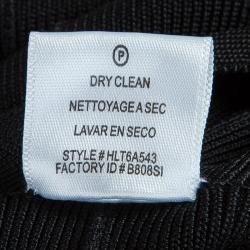 P
DRY CLEAN
NETTOYAGE A SEC
LAVAR EN SECO
STYLE # HLT6A543
FACTORY ID # B808SI